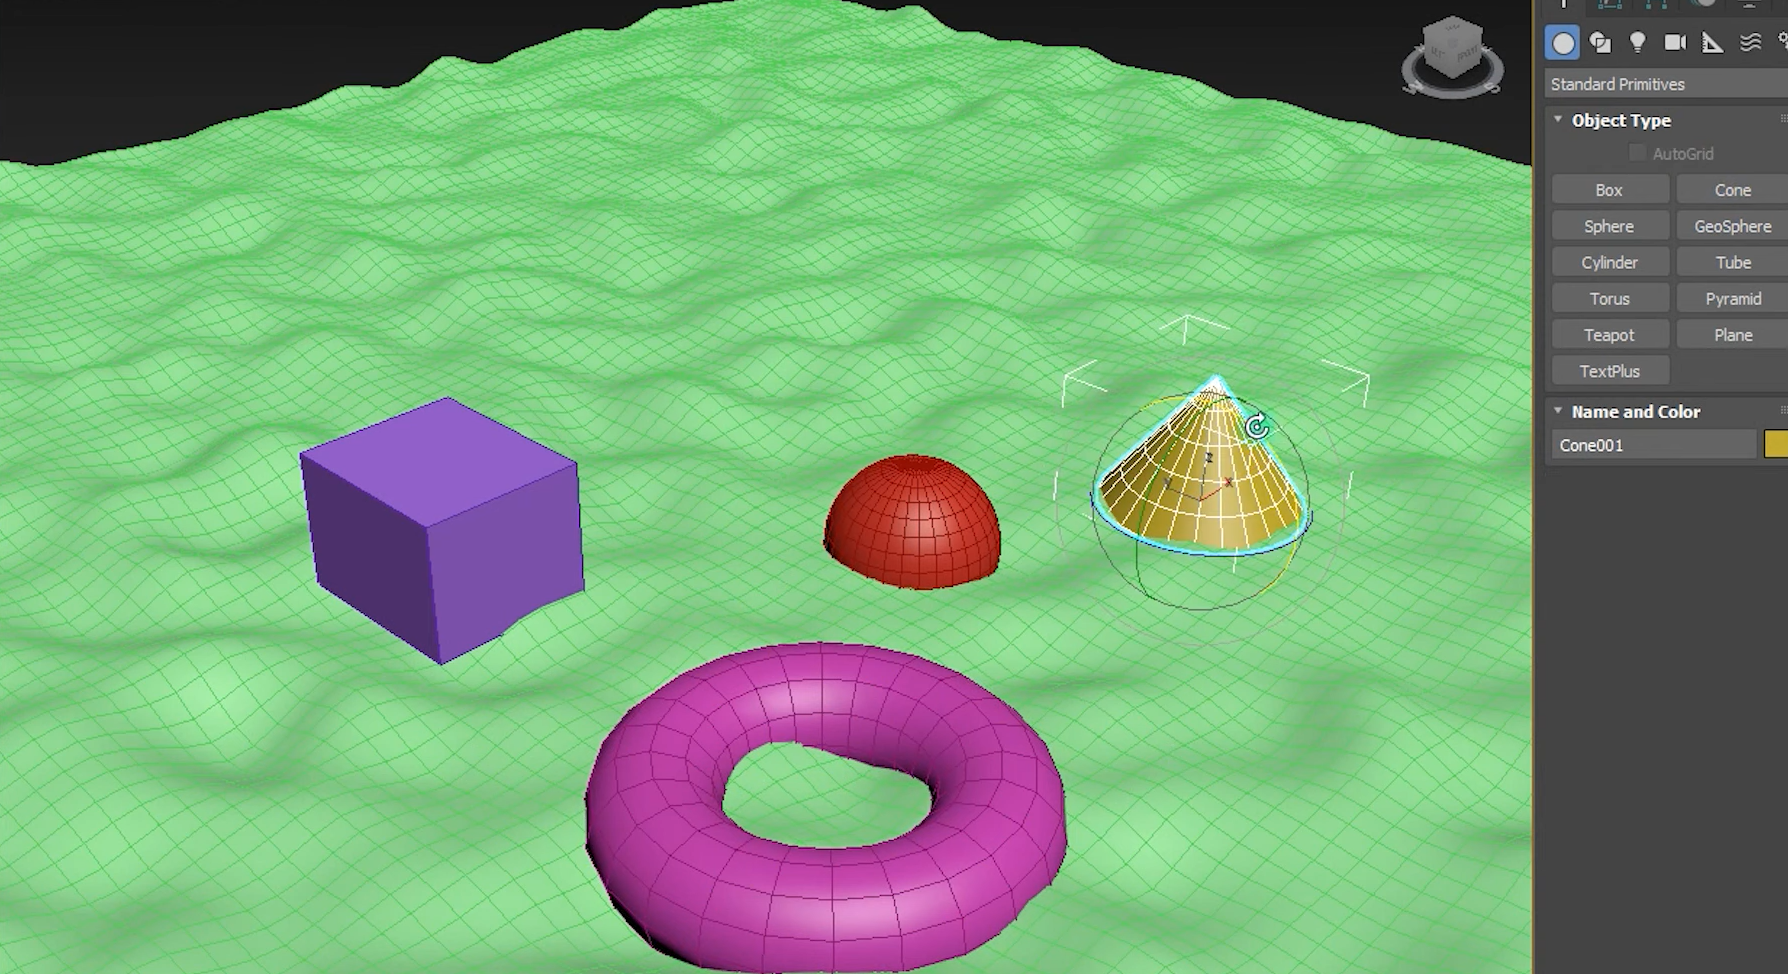 Standard Primitives
Object Type
AutoGrid
Box Cone
Sphere GeoSphere
Cylinder Tube
Torus Pyramid
Teapot Plane
TextPlus
Name and Color
Cone001